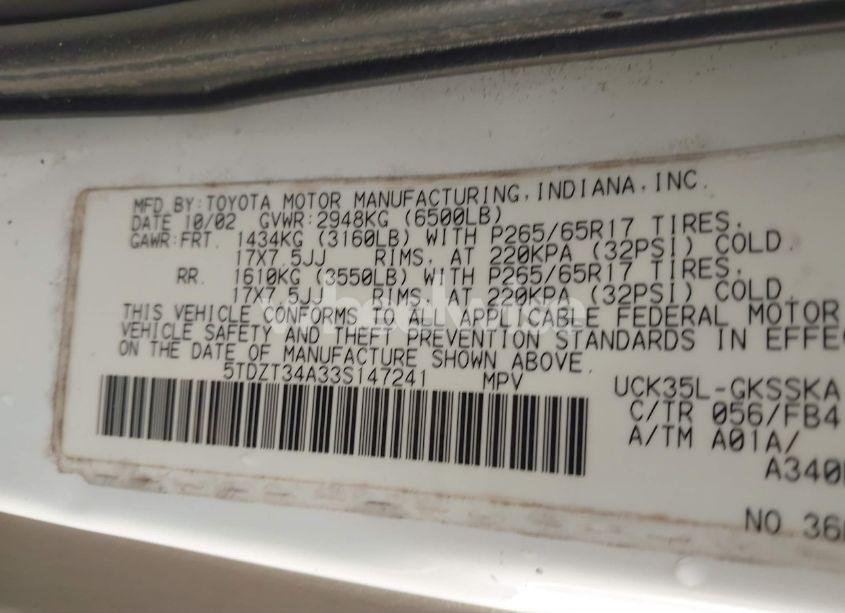 MFD BY: TOYOTA MOTOR MANUFACTURING, INDIANA, INC.
DATE 10/02 GVWR: 2948KG (6500LB)
GAWR: FRT. 1434KG (3160LB) WITH P265/65R17 TIRES.
17X7.5JJ RIMS, AT 220KPA (32PSI) COLD.
RR. 1610KG (3550LB) WITH P265/65R17 TIRES.
17X7.5JJ RIMS, AT 220KPA (32PSI) COLD.
THIS VEHICLE CONFORMS TO ALL APPLICABLE FEDERAL MOTOR
VEHICLE SAFETY AND THEFT PREVENTION STANDARDS IN EFFE
ON THE DATE OF MANUFACTURE SHOWN ABOVE.
5TDZT34A33S147241 MPV
UCK35L-GKSSKA
C/TR 056/FB4
A/TM A01A/
A340
NO 36